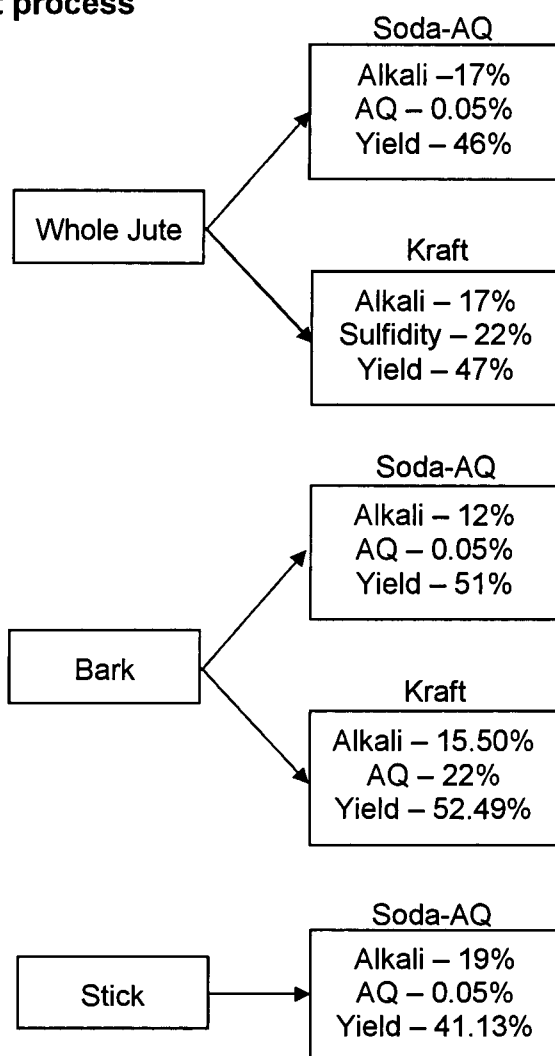 t process
Soda-AQ
Alkali –17%
AQ – 0.05%
Yield – 46%
Whole Jute
Kraft
Alkali – 17%
Sulfidity – 22%
Yield – 47%
Soda-AQ
Alkali – 12%
AQ – 0.05%
Yield – 51%
Bark
Kraft
Alkali – 15.50%
AQ – 22%
Yield – 52.49%
Soda-AQ
Alkali – 19%
AQ – 0.05%
Yield – 41.13%
Stick